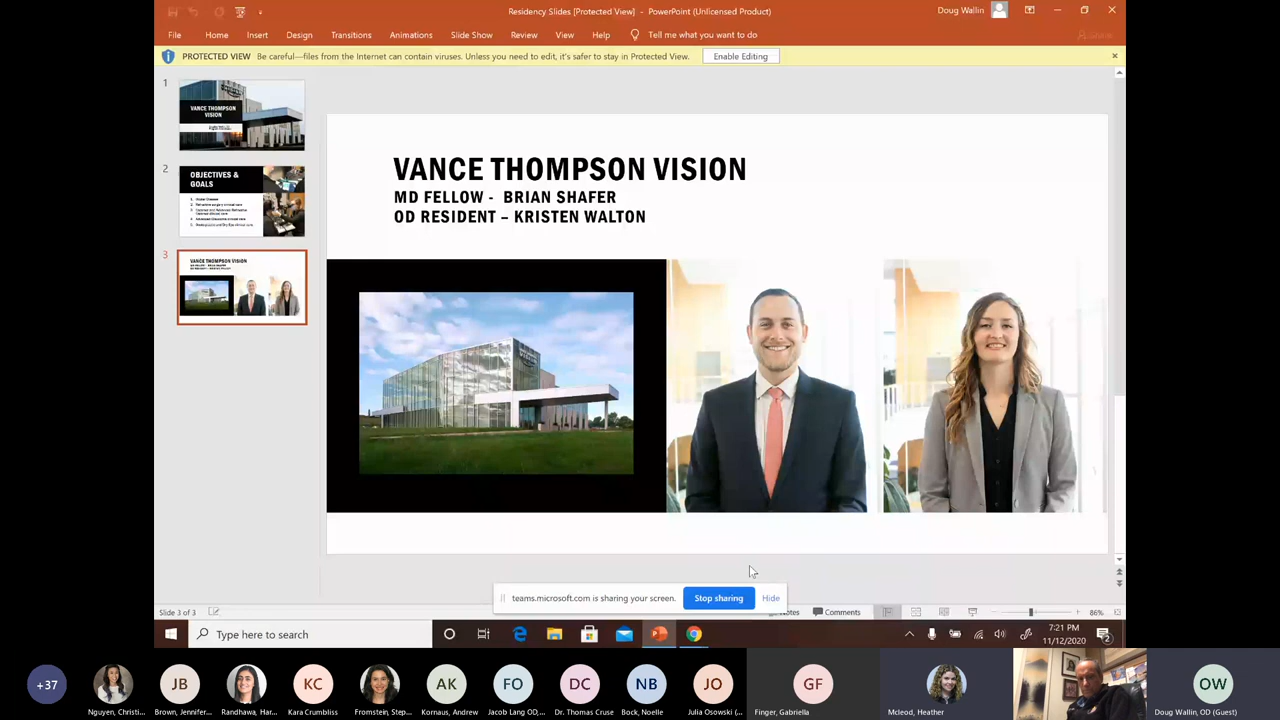 Residency Slides [Protected View] - PowerPoint (Unlicensed Product)
Doug Wallin
File Home Insert Design Transitions Animations Slide Show Review View Help Tell me what you want to do Share
PROTECTED VIEW Be careful—files from the Internet can contain viruses. Unless you need to edit, it's safer to stay in Protected View. Enable Editing
1
VANCE THOMPSON
VISION
2
OBJECTIVES &
GOALS
3
VANCE THOMPSON VISION
VANCE THOMPSON VISION
MD FELLOW - BRIAN SHAFER
OD RESIDENT – KRISTEN WALTON
teams.microsoft.com is sharing your screen. Stop sharing Hide
Slide 3 of 3
Notes Comments 86%
Type here to search
7:21 PM
11/12/2020
2
+37 JB KC AK FO DC NB JO GF OW
Nguyen, Christi... Brown, Jennifer... Randhawa, Har... Kara Crumbliss Fromstein, Step... Kornaus, Andrew Jacob Lang OD,... Dr. Thomas Cruse Bock, Noelle Julia Osowski (... Finger, Gabriella Mcleod, Heather Doug Wallin, OD (Guest)